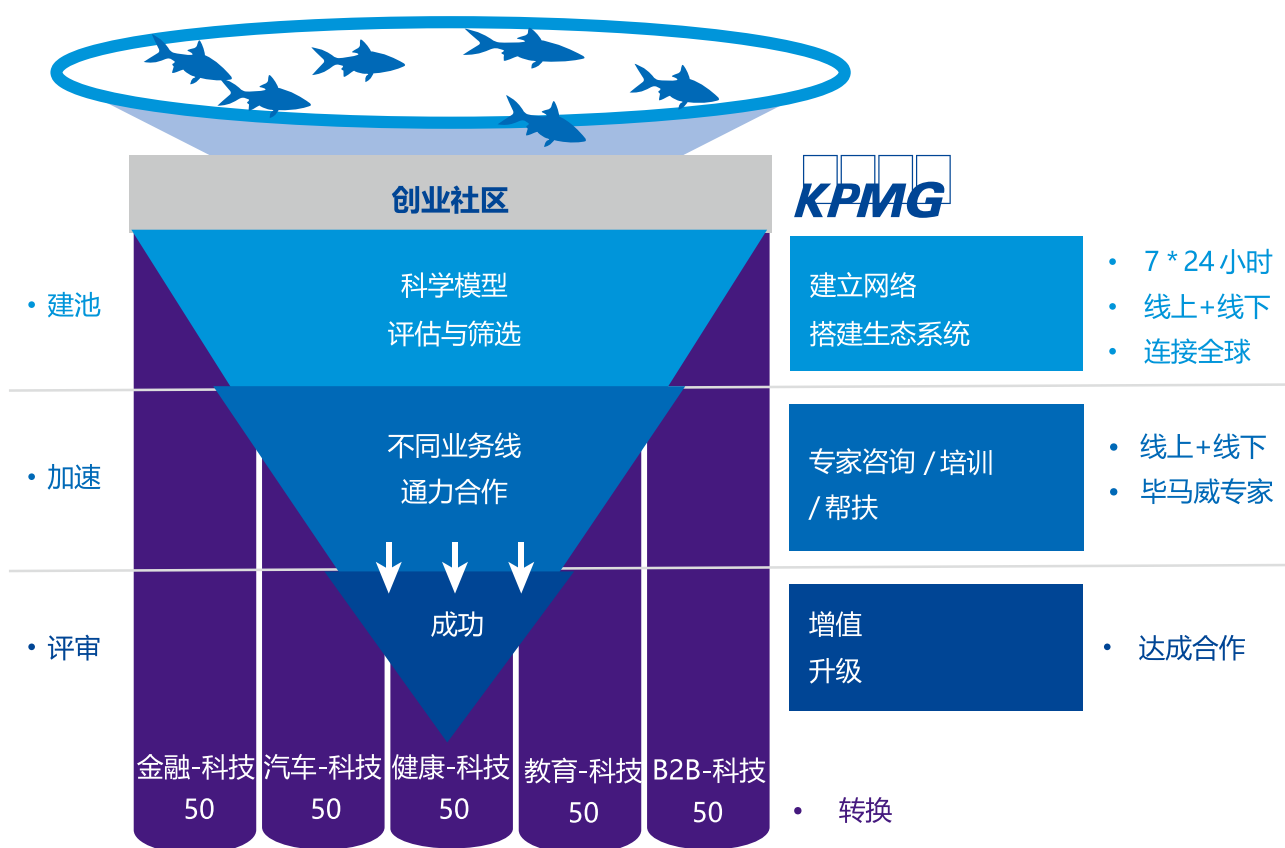 创业社区
KPMG
• 建池
科学模型
评估与筛选
建立网络
搭建生态系统
• 7 * 24 小时
• 线上+线下
• 连接全球
• 加速
不同业务线
通力合作
专家咨询 / 培训
/ 帮扶
• 线上+线下
• 毕马威专家
• 评审
成功
增值
升级
• 达成合作
金融-科技
50
汽车-科技
50
健康-科技
50
教育-科技
50
B2B-科技
50
• 转换